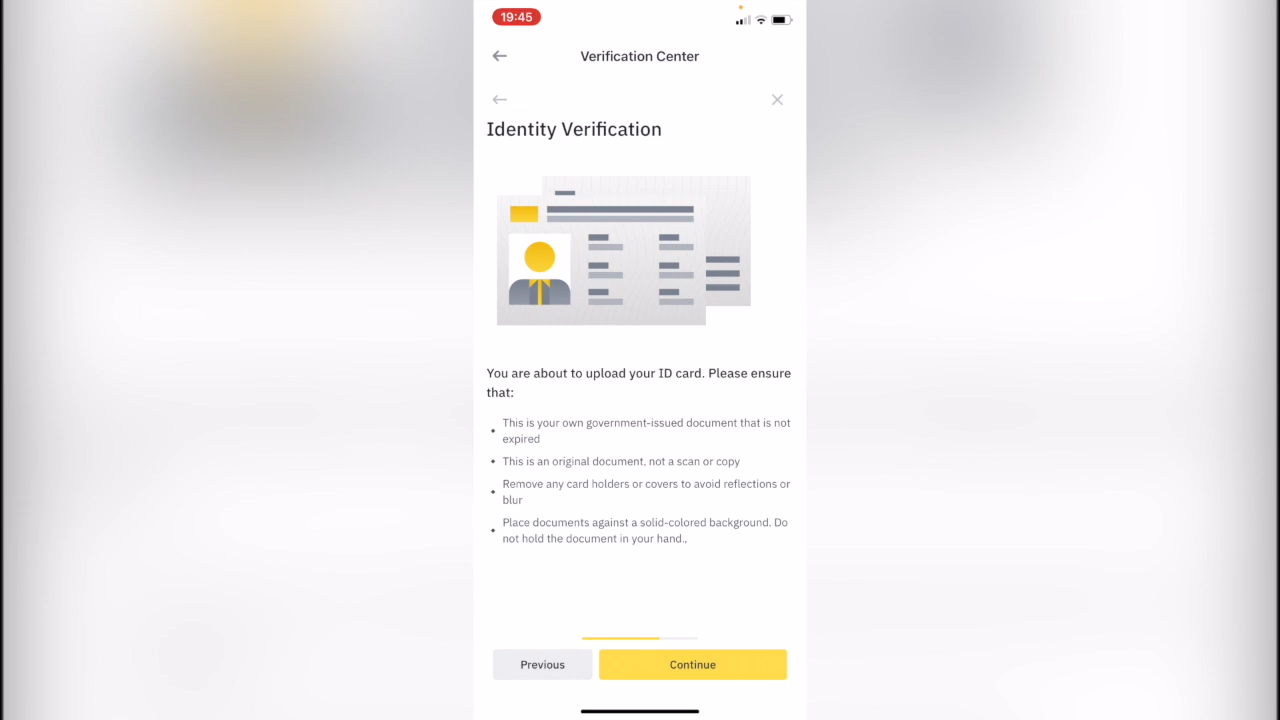 19:45
Verification Center
Identity Verification
You are about to upload your ID card. Please ensure
that:
This is your own government-issued document that is not
expired
This is an original document, not a scan or copy
Remove any card holders or covers to avoid reflections or
blur
Place documents against a solid-colored background. Do
not hold the document in your hand.,
Previous
Continue